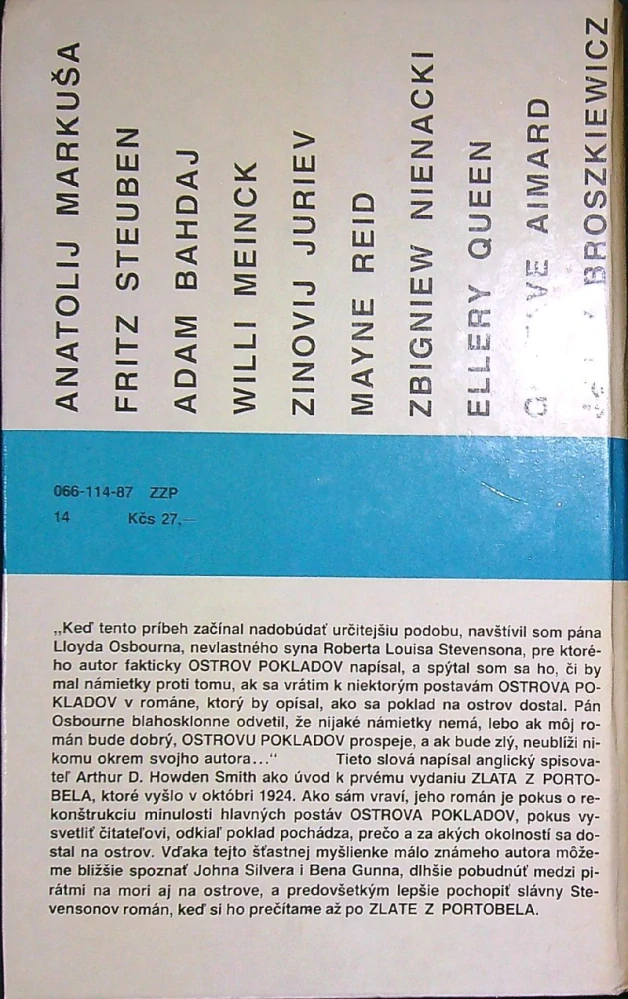 ANATOLIJ MARKUŠA
FRITZ STEUBEN
ADAM BAHDAJ
WILLI MEINCK
ZINOVIJ JURIEV
MAYNE REID
ZBIGNIEW NIENACKI
ELLERY QUEEN
AIMARD
BROSZKIEWICZ
066-114-87 ZZP
14 Kčs 27,—
„Keď tento príbeh začínal nadobúdať určitejšiu podobu, navštívil som pána
Lloyda Osbourna, nevlastného syna Roberta Louisa Stevensona, pre ktoré-
ho autor fakticky OSTROV POKLADOV napísal, a spýtal som sa ho, či by
mal námietky proti tomu, ak sa vrátim k niektorým postavám OSTROVA PO-
KLADOV v románe, ktorý by opísal, ako sa poklad na ostrov dostal. Pán
Osbourne blahosklonne odvetil, že nijaké námietky nemá, lebo ak môj ro-
mán bude dobrý, OSTROVU POKLADOV prospeje, a ak bude zlý, neublíži ni-
komu okrem svojho autora...“ Tieto slová napísal anglický spisova-
teľ Arthur D. Howden Smith ako úvod k prvému vydaniu ZLATA Z PORTO-
BELA, ktoré vyšlo v októbri 1924. Ako sám vraví, jeho román je pokus o re-
konštrukciu minulosti hlavných postáv OSTROVA POKLADOV, pokus vy-
svetliť čitateľovi, odkiaľ poklad pochádza, prečo a za akých okolností sa do-
stal na ostrov. Vďaka tejto šťastnej myšlienke málo známeho autora môže-
me bližšie spoznať Johna Silvera i Bena Gunna, dlhšie pobudnúť medzi pi-
rátmi na mori aj na ostrove, a predovšetkým lepšie pochopiť slávny Ste-
vensonov román, keď si ho prečítame až po ZLATE Z PORTOBELA.